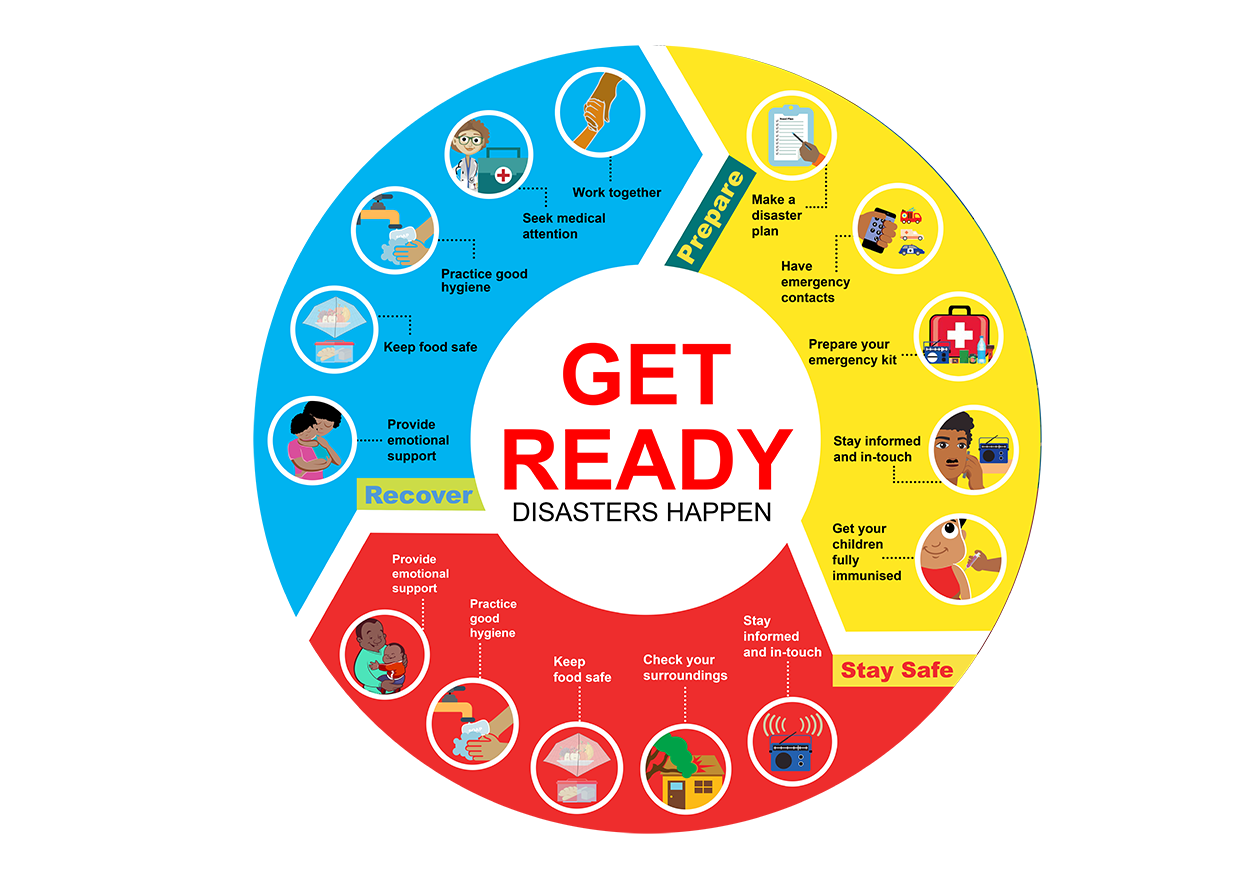 GET
READY
DISASTERS HAPPEN
Prepare
Make a
disaster
plan
Have
emergency
contacts
Prepare your
emergency kit
Stay informed
and in-touch
Get your
children
fully
immunised
Stay Safe
Stay
informed
and in-touch
Check your
surroundings
Keep
food safe
Practice
good
hygiene
Provide
emotional
support
Recover
Provide
emotional
support
Keep food safe
Practice good
hygiene
Seek medical
attention
Work together